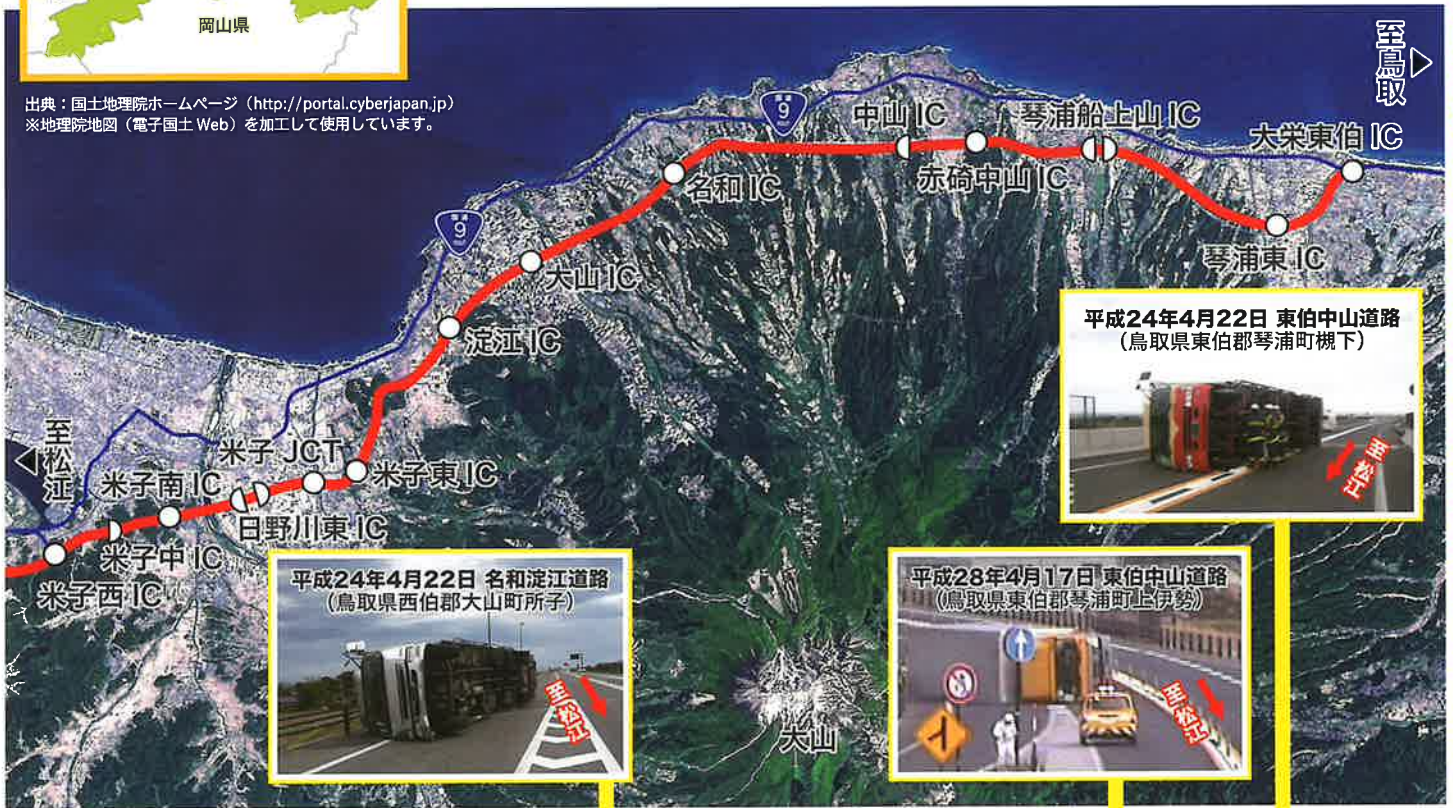 岡山県
出典：国土地理院ホームページ（http://portal.cyberjapan.jp）
※地理院地図（電子国土 Web）を加工して使用しています。
至鳥取
9
中山 IC
琴浦船上山 IC
大栄東伯 IC
名和 IC
赤碕中山 IC
9
大山 IC
琴浦東 IC
淀江 IC
平成24年4月22日 東伯中山道路
（鳥取県東伯郡琴浦町槻下）
至松江
至松江
米子 JCT
米子東 IC
米子南 IC
日野川東 IC
米子中 IC
米子西 IC
平成24年4月22日 名和淀江道路
（鳥取県西伯郡大山町所子）
至松江
平成28年4月17日 東伯中山道路
（鳥取県東伯郡琴浦町上伊勢）
至松江
大山